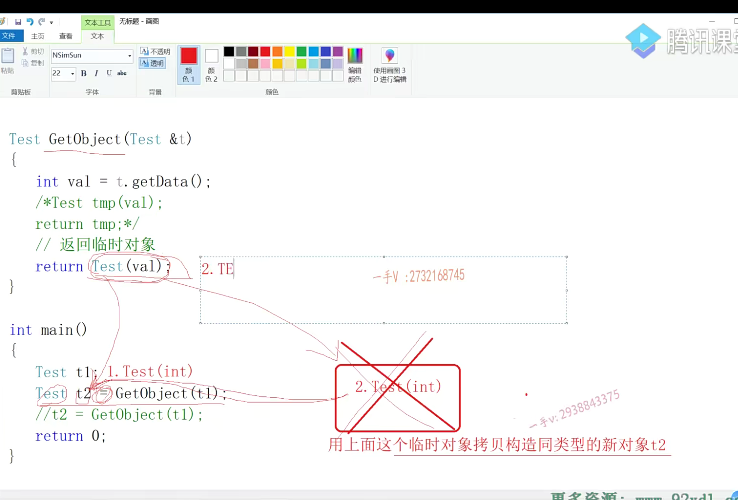 文本工具 无标题 - 画图
文件 主页 查看 文本
剪切
复制
粘贴
剪贴板
NSimSun
22 B I U abc
字体
不透明
透明
背景
颜色 1 颜色 2
颜色
编辑颜色
使用画图 3D 进行编辑
腾讯课堂
Test GetObject(Test &t)
{
int val = t.getData();
/*Test tmp(val);
return tmp;*/
// 返回临时对象
return Test(val); 2.TE
一手V :2732168745
}
int main()
{
Test t1; 1.Test(int)
Test t2 = GetObject(t1); 2.Test(int)
//t2 = GetObject(t1);
一手v: 2938843375
return 0;
用上面这个临时对象拷贝构造同类型的新对象t2
}